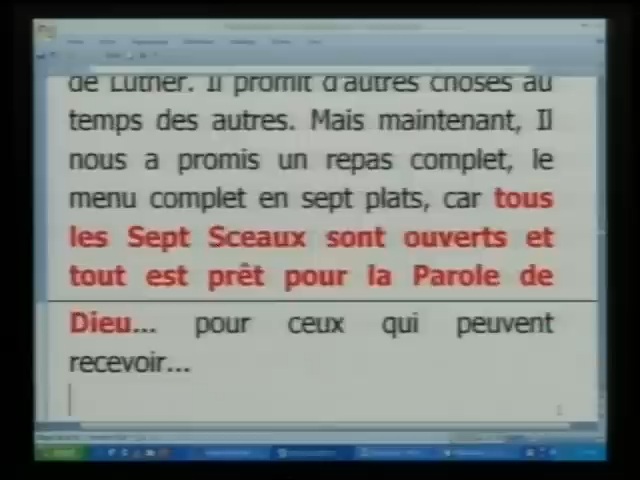 de Luther. Il promit d'autres choses au
temps des autres. Mais maintenant, Il
nous a promis un repas complet, le
menu complet en sept plats, car tous
les Sept Sceaux sont ouverts et
tout est prêt pour la Parole de
Dieu... pour ceux qui peuvent
recevoir...